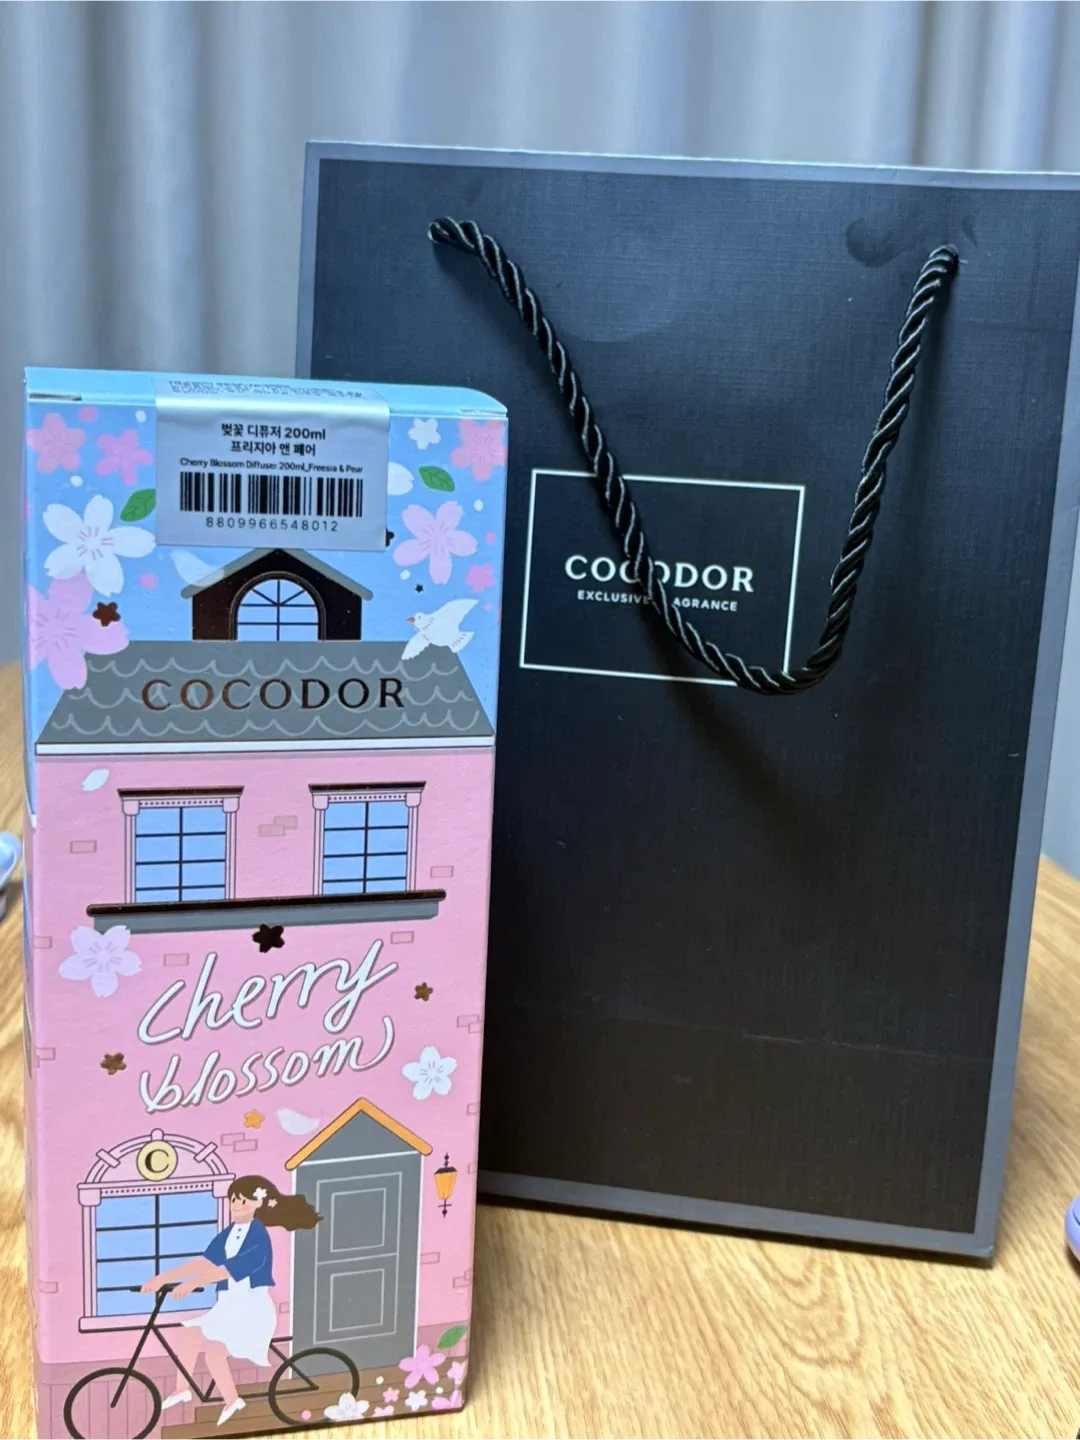 벚꽃 디퓨저 200ml
프리지아 앤 페어
Cherry Blossom Diffuser 200ml_Freesia & Pear
8809966548012
COCODOR
cherry
blossom
C
COCODOR
EXCLUSIVE